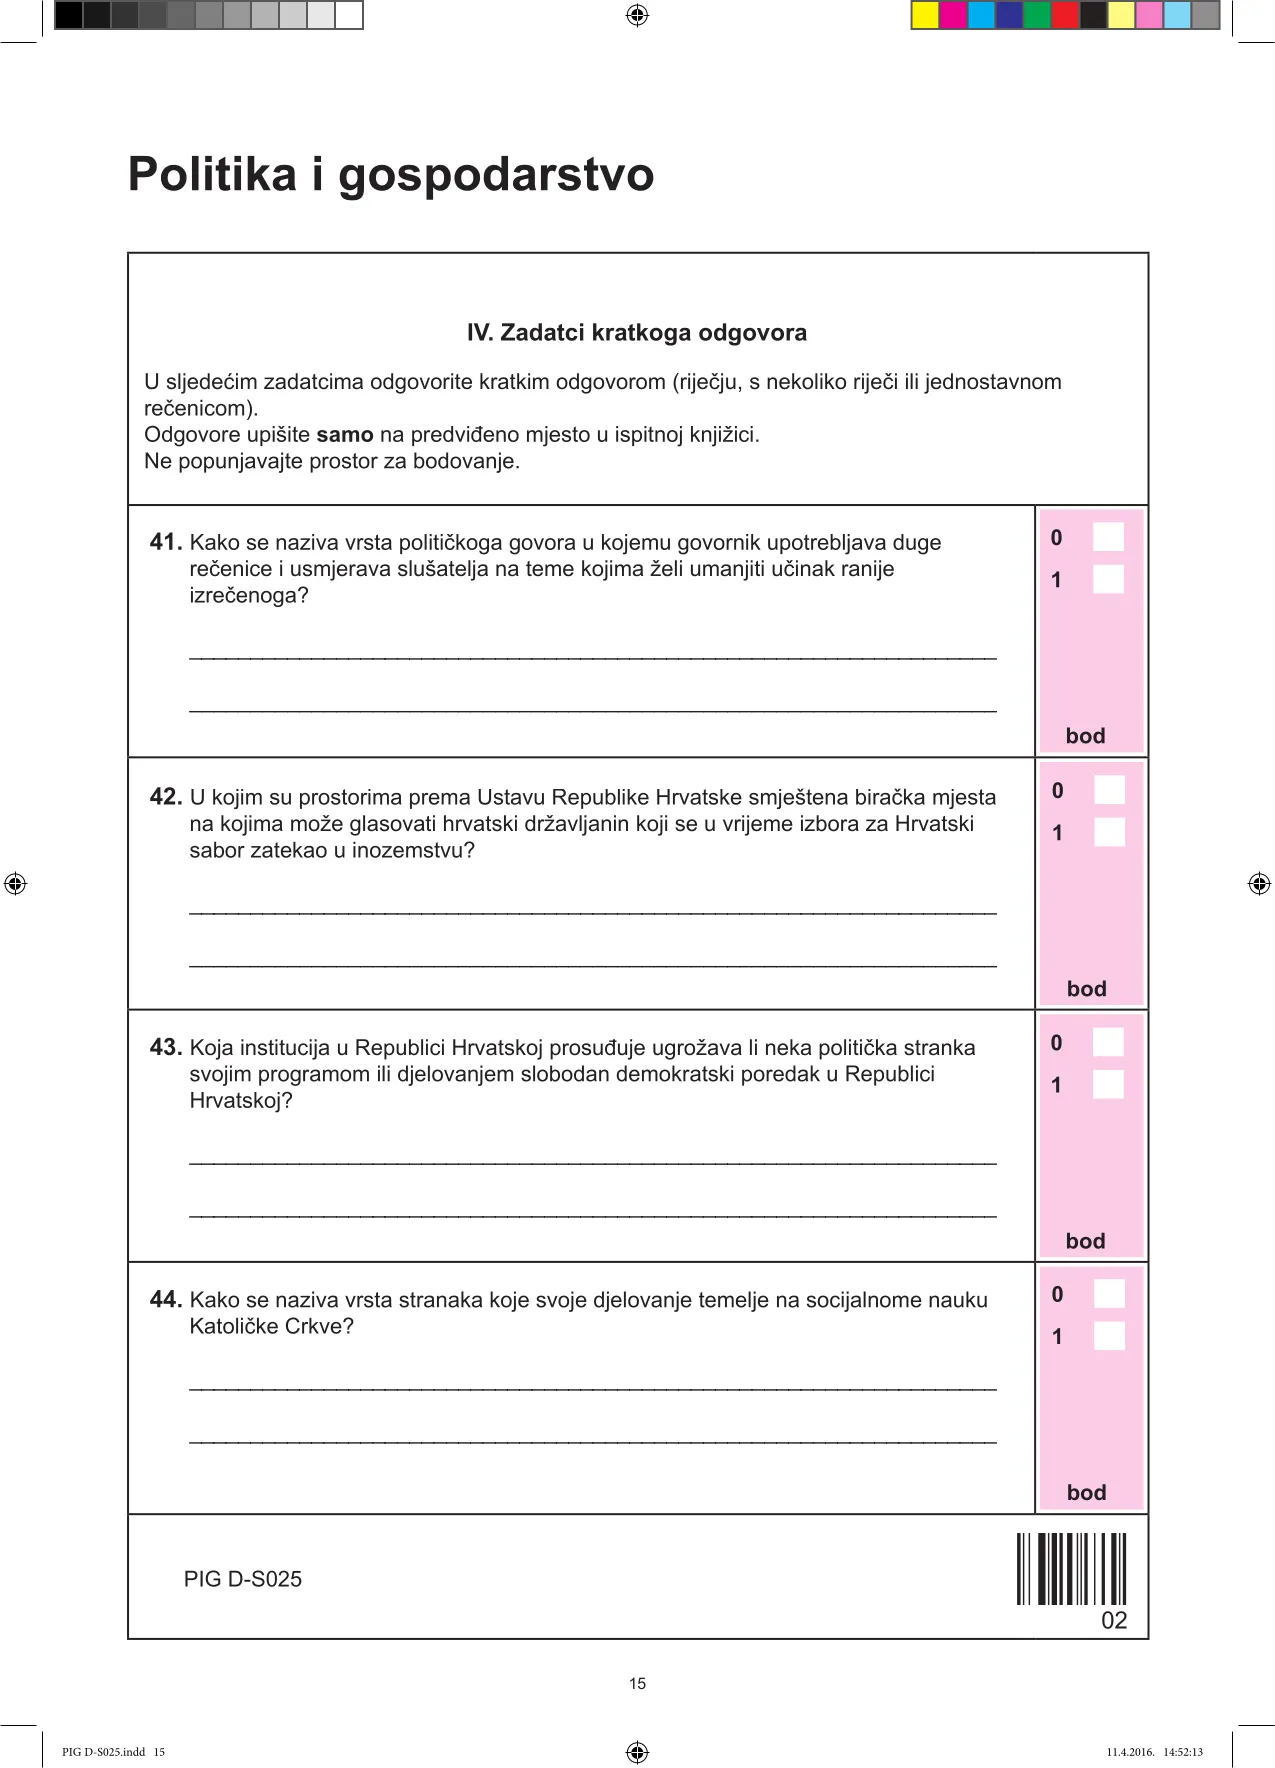 Politika i gospodarstvo
IV. Zadatci kratkoga odgovora
U sljedećim zadatcima odgovorite kratkim odgovorom (riječju, s nekoliko riječi ili jednostavnom
rečenicom).
Odgovore upišite samo na predviđeno mjesto u ispitnoj knjižici.
Ne popunjavajte prostor za bodovanje.
41. Kako se naziva vrsta političkoga govora u kojemu govornik upotrebljava duge
rečenice i usmjerava slušatelja na teme kojima želi umanjiti učinak ranije
izrečenoga?
0
1
bod
42. U kojim su prostorima prema Ustavu Republike Hrvatske smještena biračka mjesta
na kojima može glasovati hrvatski državljanin koji se u vrijeme izbora za Hrvatski
sabor zatekao u inozemstvu?
0
1
bod
43. Koja institucija u Republici Hrvatskoj prosuđuje ugrožava li neka politička stranka
svojim programom ili djelovanjem slobodan demokratski poredak u Republici
Hrvatskoj?
0
1
bod
44. Kako se naziva vrsta stranaka koje svoje djelovanje temelje na socijalnome nauku
Katoličke Crkve?
0
1
bod
PIG D-S025
02
15
PIG D-S025.indd 15
11.4.2016. 14:52:13